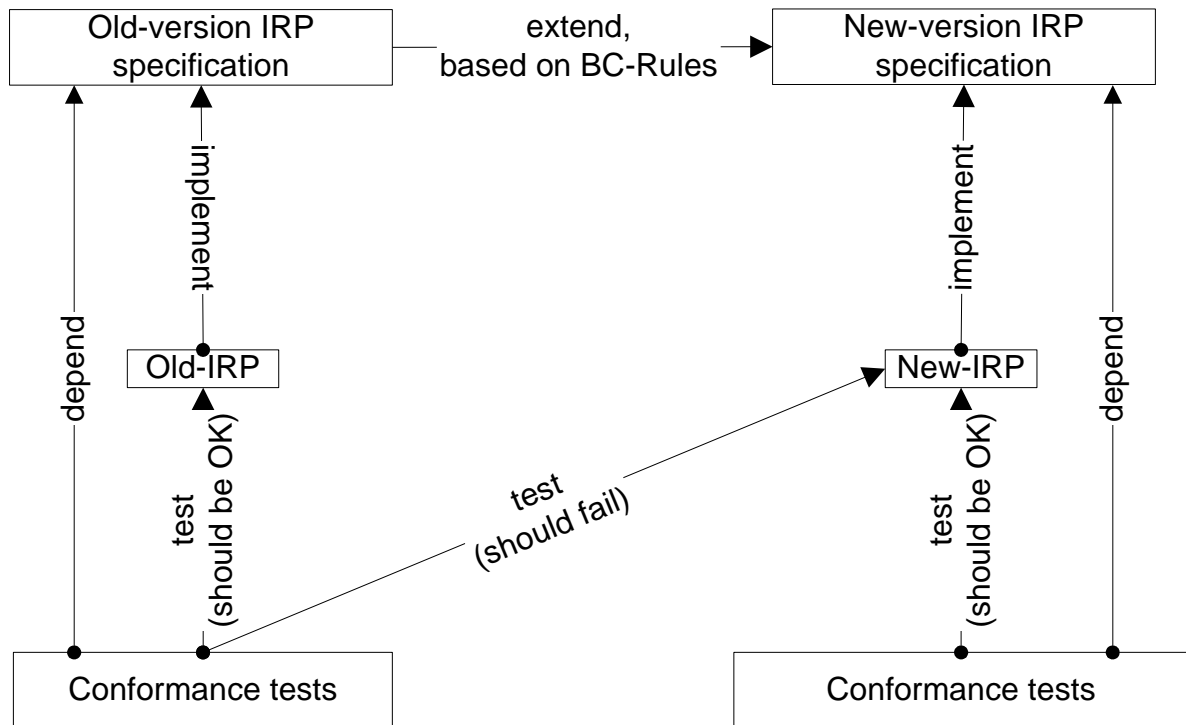 Old-version IRP
specification
extend,
based on BC-Rules
New-version IRP
specification
implement
implement
depend
Old-IRP
New-IRP
depend
test
(should be OK)
test
(should fail)
test
(should be OK)
Conformance tests
Conformance tests